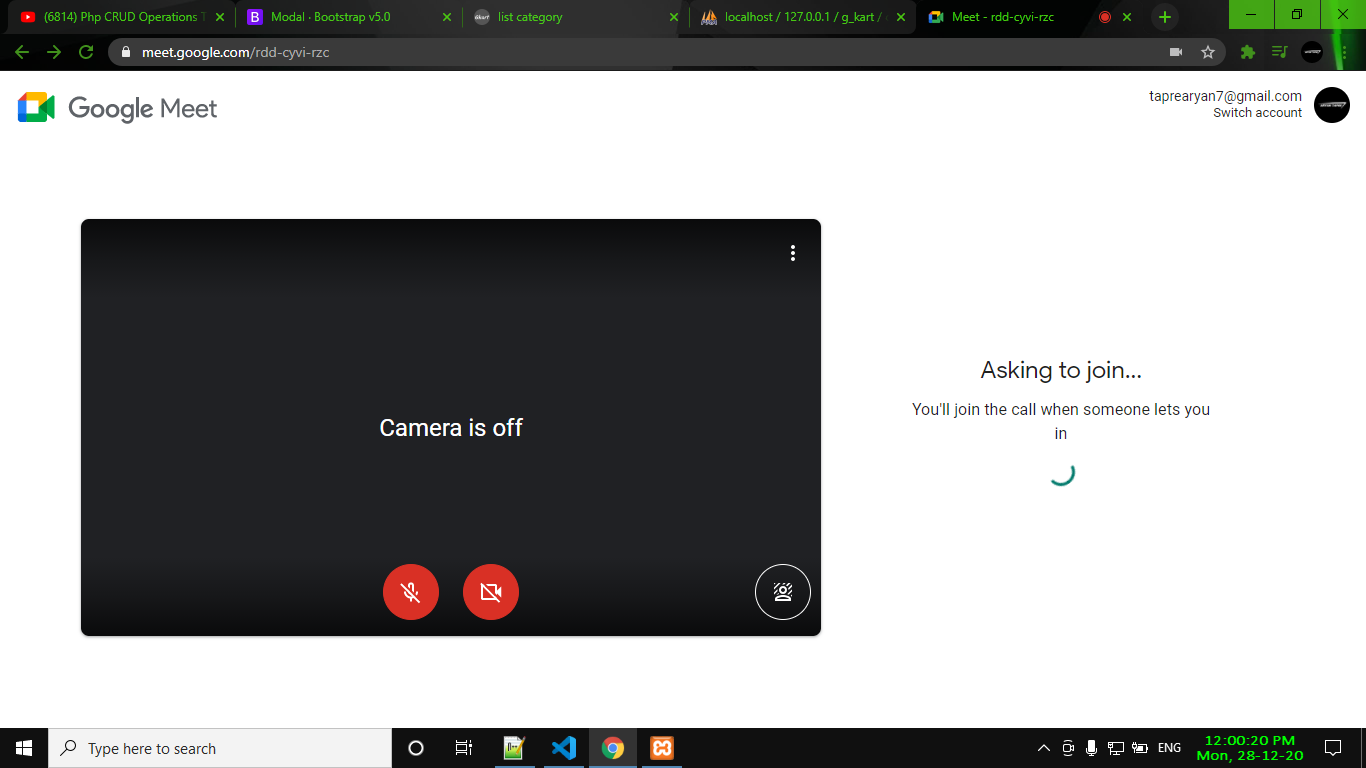 (6814) Php CRUD Operations T
Modal · Bootstrap v5.0
list category
localhost / 127.0.0.1 / g_kart /
Meet - rdd-cyvi-rzc
meet.google.com/rdd-cyvi-rzc
Google Meet
taprearyan7@gmail.com
Switch account
Camera is off
Asking to join...
You'll join the call when someone lets you
in
Type here to search
ENG
12:00:20 PM
Mon, 28-12-20